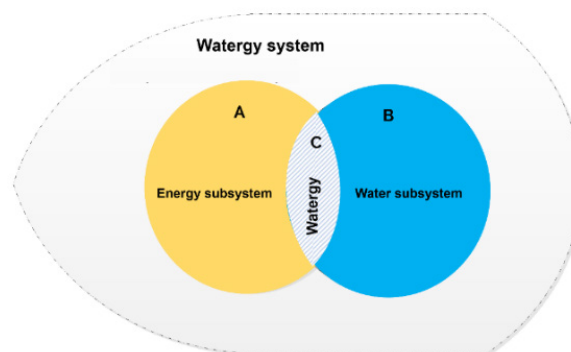 Watergy system
A
B
C
Energy subsystem
Watergy
Water subsystem